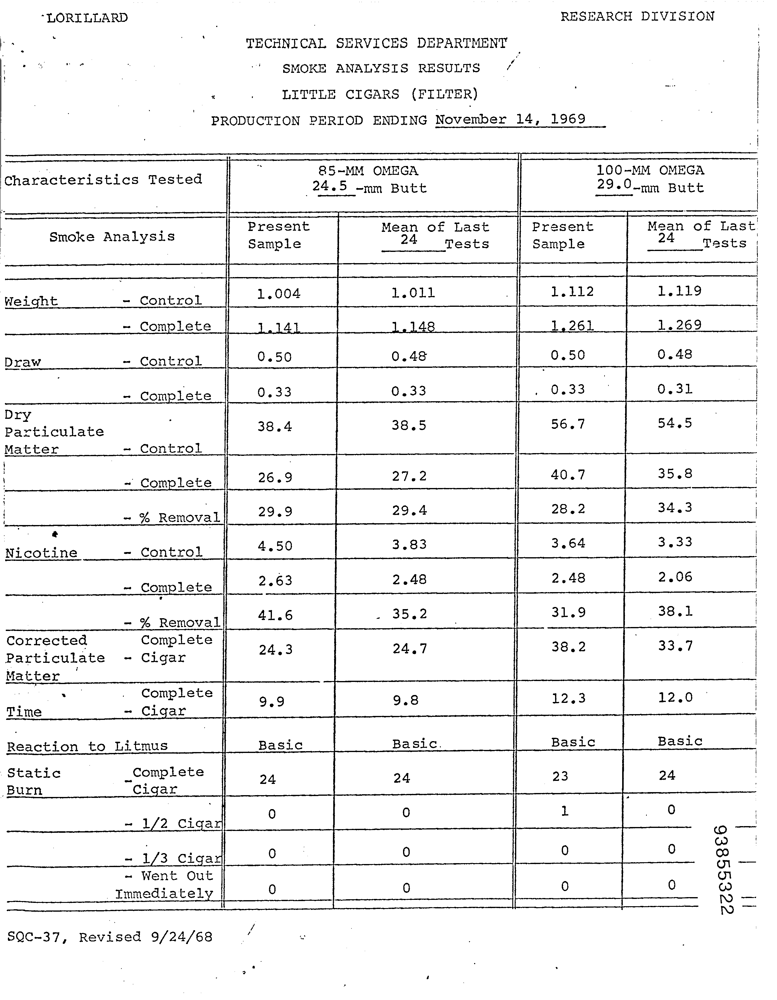 LORILLARD RESEARCH DIVISION
TECHNICAL SERVICES DEPARTMENT
SMOKE ANALYSIS RESULTS
LITTLE CIGARS (FILTER)
PRODUCTION PERIOD ENDING November 14, 1969
Characteristics Tested 85-MM OMEGA 24.5 -mm Butt 100-MM OMEGA 29.0-mm Butt
Smoke Analysis Present Sample Mean of Last 24 Tests Present Sample Mean of Last 24 Tests
Weight - Control 1.004 1.011 1.112 1.119
- Complete 1.141 1.148 1.261 1.269
Draw - Control 0.50 0.48 0.50 0.48
- Complete 0.33 0.33 0.33 0.31
Dry Particulate Matter - Control 38.4 38.5 56.7 54.5
- Complete 26.9 27.2 40.7 35.8
- % Removal 29.9 29.4 28.2 34.3
Nicotine - Control 4.50 3.83 3.64 3.33
- Complete 2.63 2.48 2.48 2.06
- % Removal 41.6 35.2 31.9 38.1
Corrected Particulate Matter - Complete Cigar 24.3 24.7 38.2 33.7
Time - Complete Cigar 9.9 9.8 12.3 12.0
Reaction to Litmus Basic Basic Basic Basic
Static Burn - Complete Cigar 24 24 23 24
- 1/2 Cigar 0 0 1 0
- 1/3 Cigar 0 0 0 0
- Went Out Immediately 0 0 0 0
93855322
SQC-37, Revised 9/24/68